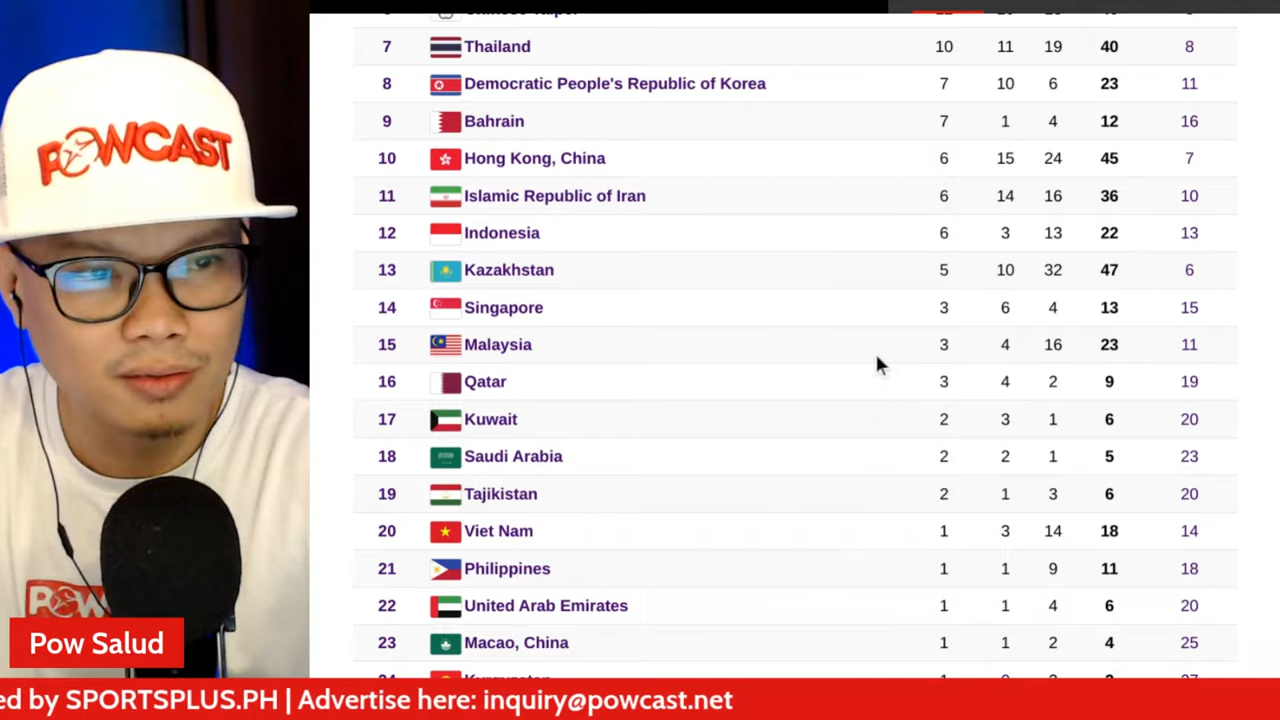 Chinese Taipei
7 Thailand 10 11 19 40 8
8 Democratic People's Republic of Korea 7 10 6 23 11
9 Bahrain 7 1 4 12 16
10 Hong Kong, China 6 15 24 45 7
11 Islamic Republic of Iran 6 14 16 36 10
12 Indonesia 6 3 13 22 13
13 Kazakhstan 5 10 32 47 6
14 Singapore 3 6 4 13 15
15 Malaysia 3 4 16 23 11
16 Qatar 3 4 2 9 19
17 Kuwait 2 3 1 6 20
18 Saudi Arabia 2 2 1 5 23
19 Tajikistan 2 1 3 6 20
20 Viet Nam 1 3 14 18 14
21 Philippines 1 1 9 11 18
22 United Arab Emirates 1 1 4 6 20
23 Macao, China 1 1 2 4 25
POWCAST
POW
Pow Salud
ed by SPORTSPLUS.PH | Advertise here: inquiry@powcast.net